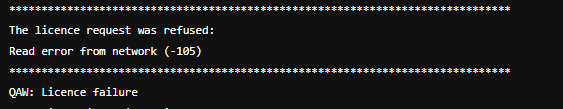 ******************************************************************************
The licence request was refused:
Read error from network (-105)
******************************************************************************
QAW: Licence failure